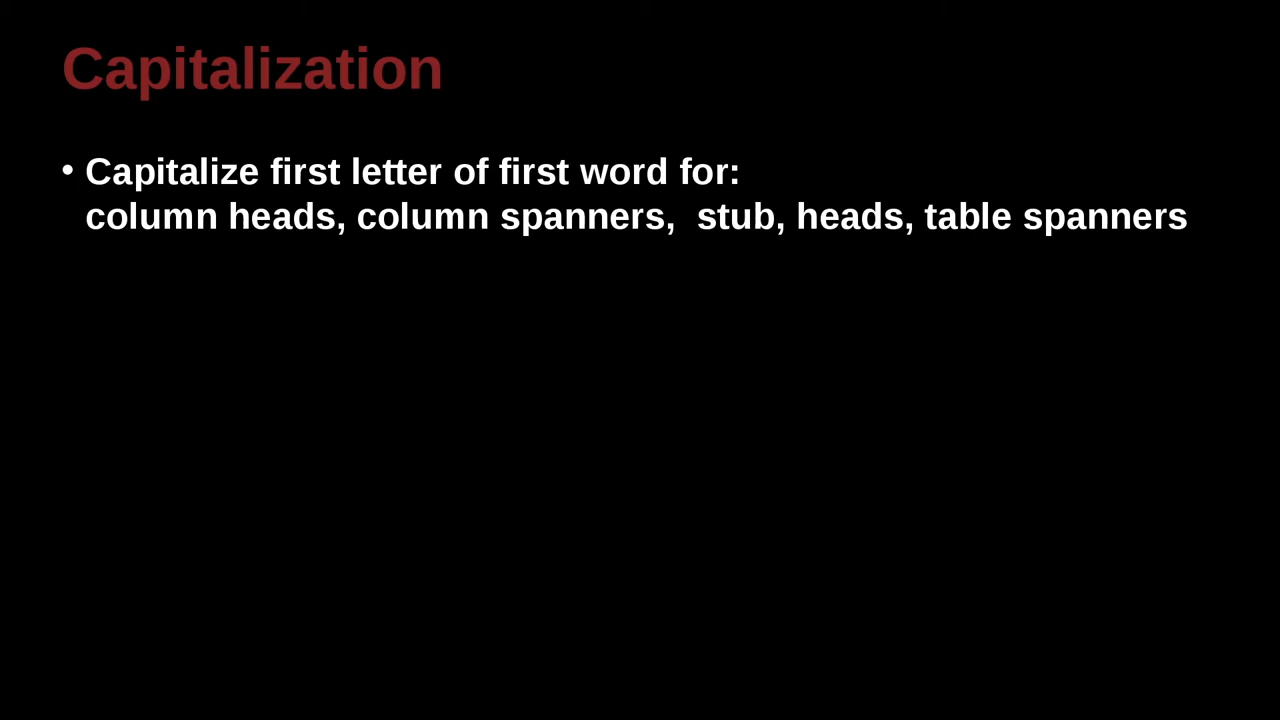 Capitalization
• Capitalize first letter of first word for:
column heads, column spanners,  stub, heads, table spanners